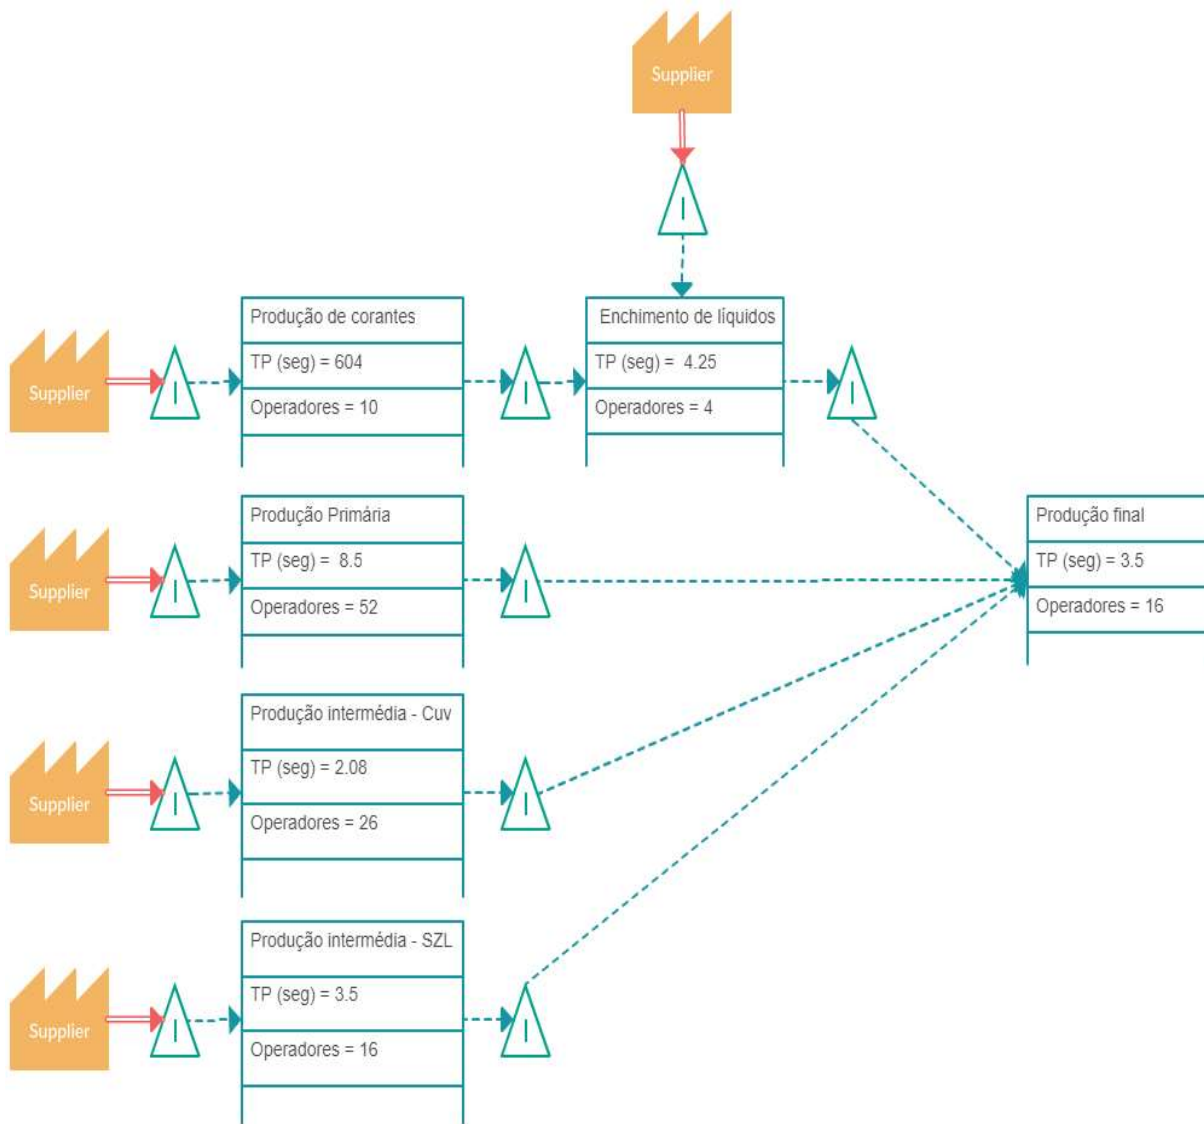 Supplier
Produção de corantes
TP (seg) = 604
Operadores = 10
Enchimento de líquidos
TP (seg) = 4.25
Operadores = 4
Supplier
I
I
I
I
Supplier
Produção Primária
TP (seg) = 8.5
Operadores = 52
I
I
Produção final
TP (seg) = 3.5
Operadores = 16
Supplier
Produção intermédia - Cuv
TP (seg) = 2.08
Operadores = 26
I
I
Supplier
Produção intermédia - SZL
TP (seg) = 3.5
Operadores = 16
I
I